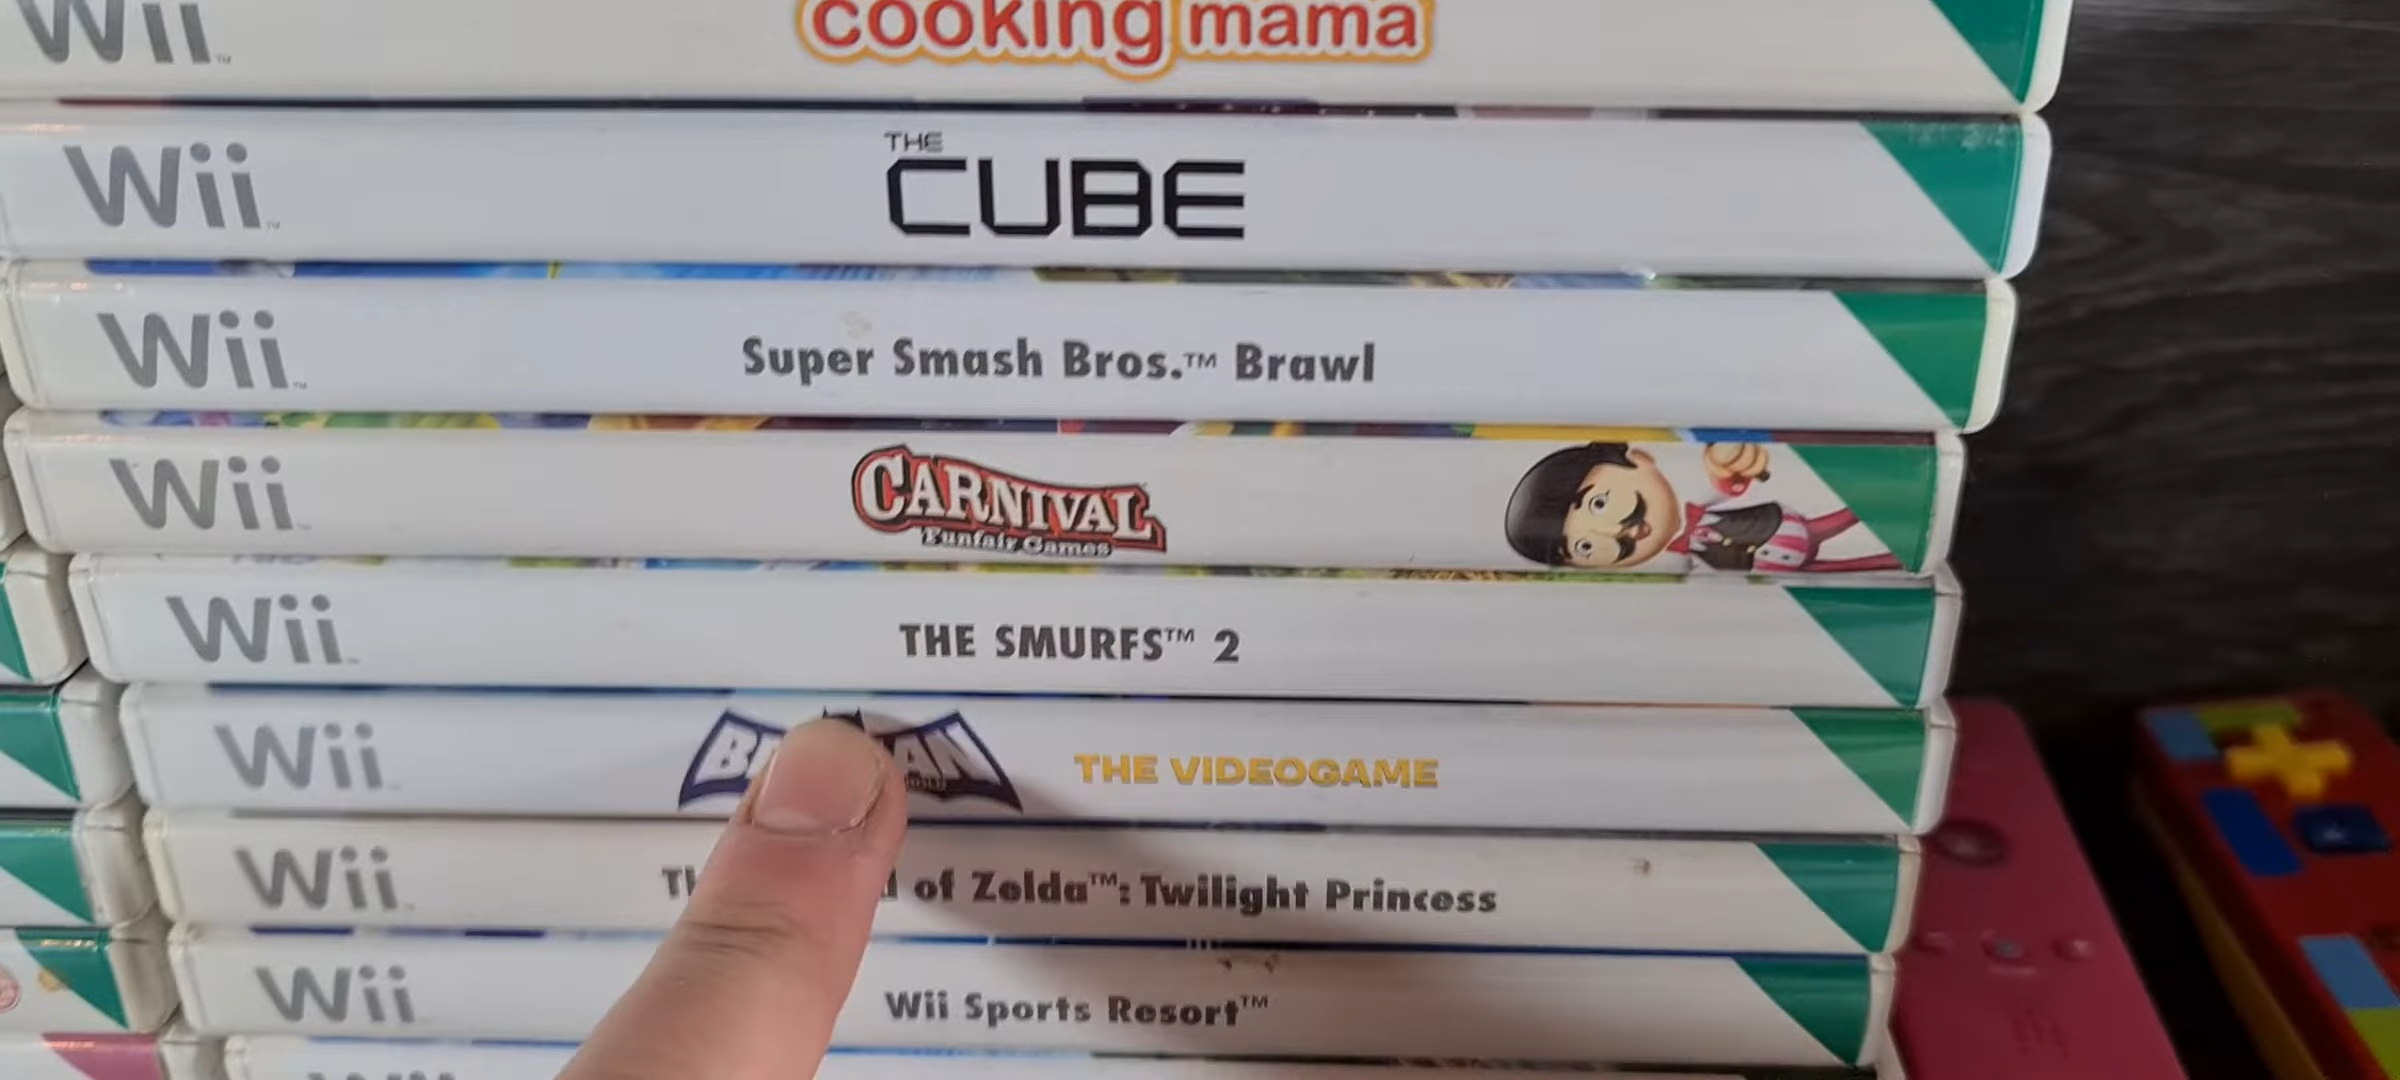 Wii
cooking mama
Wii
THE
CUBE
Wii
Super Smash Bros.™ Brawl
Wii
CARNIVAL
Funfair Games
Wii
THE SMURFS™ 2
Wii
THE VIDEOGAME
Wii
of Zelda™: Twilight Princess
Wii
Wii Sports Resort™
Wii